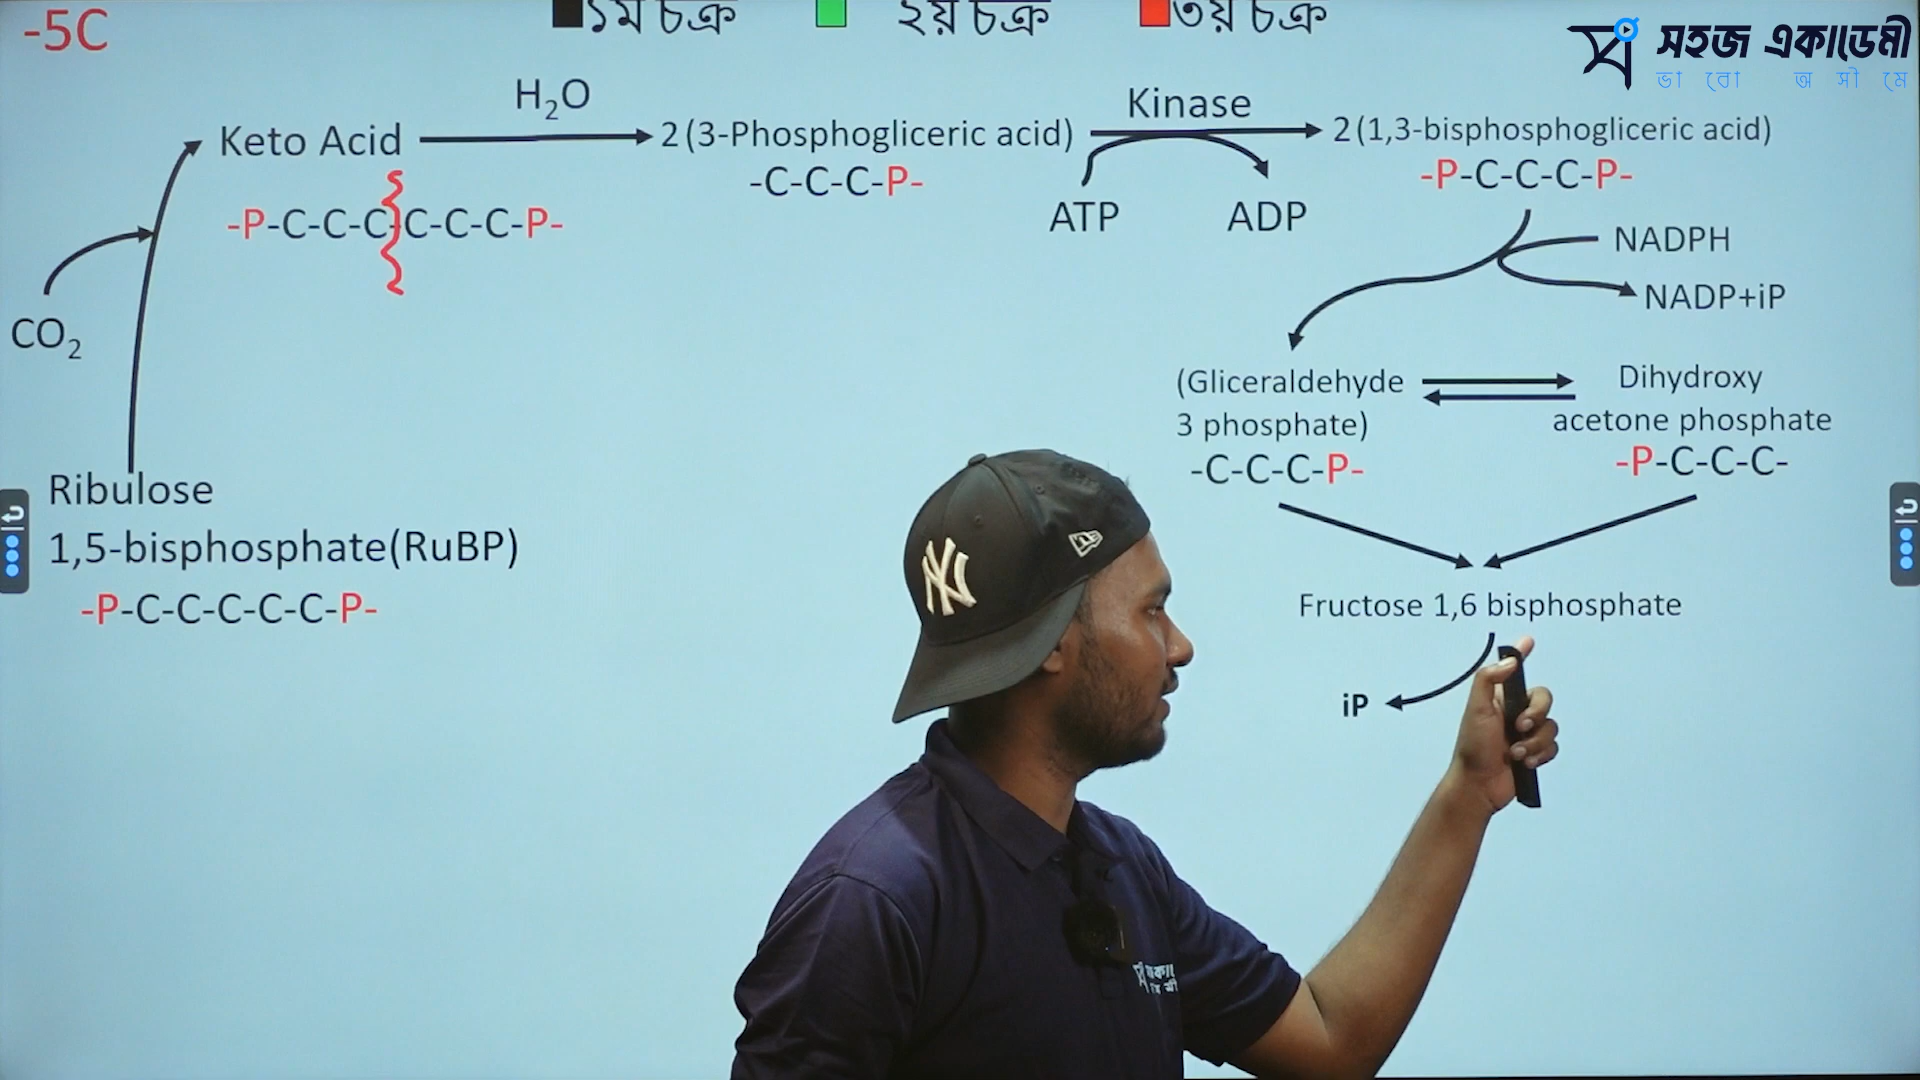 -5C
১ম চক্র
২য় চক্র
৩য় চক্র
সহজ একাডেমী
ভাবো অসীমে
Keto Acid
-P-C-C-C-C-C-C-P-
H2O
2(3-Phosphogliceric acid)
-C-C-C-P-
Kinase
ATP
ADP
2(1,3-bisphosphogliceric acid)
-P-C-C-C-P-
NADPH
NADP+iP
CO2
(Gliceraldehyde
3 phosphate)
-C-C-C-P-
Dihydroxy
acetone phosphate
-P-C-C-C-
Ribulose
1,5-bisphosphate(RuBP)
-P-C-C-C-C-C-P-
Fructose 1,6 bisphosphate
iP
NY